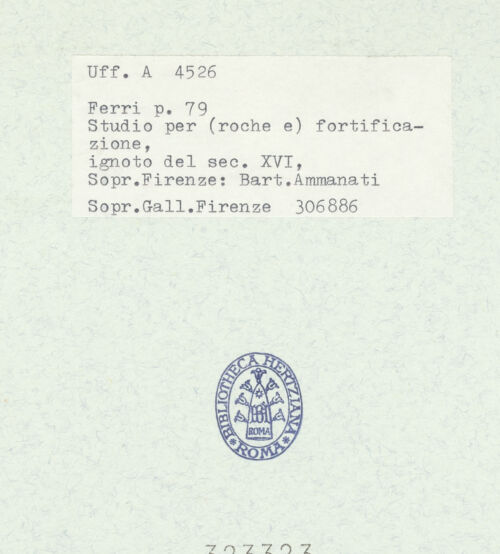 Uff. A 4526
Ferri p. 79
Studio per (roche e) fortifica-
zione,
ignoto del sec. XVI,
Sopr.Firenze: Bart.Ammanati
Sopr.Gall.Firenze 306886
BIBLIOTHECA HERTZIANA
ROMA
* ROMA *